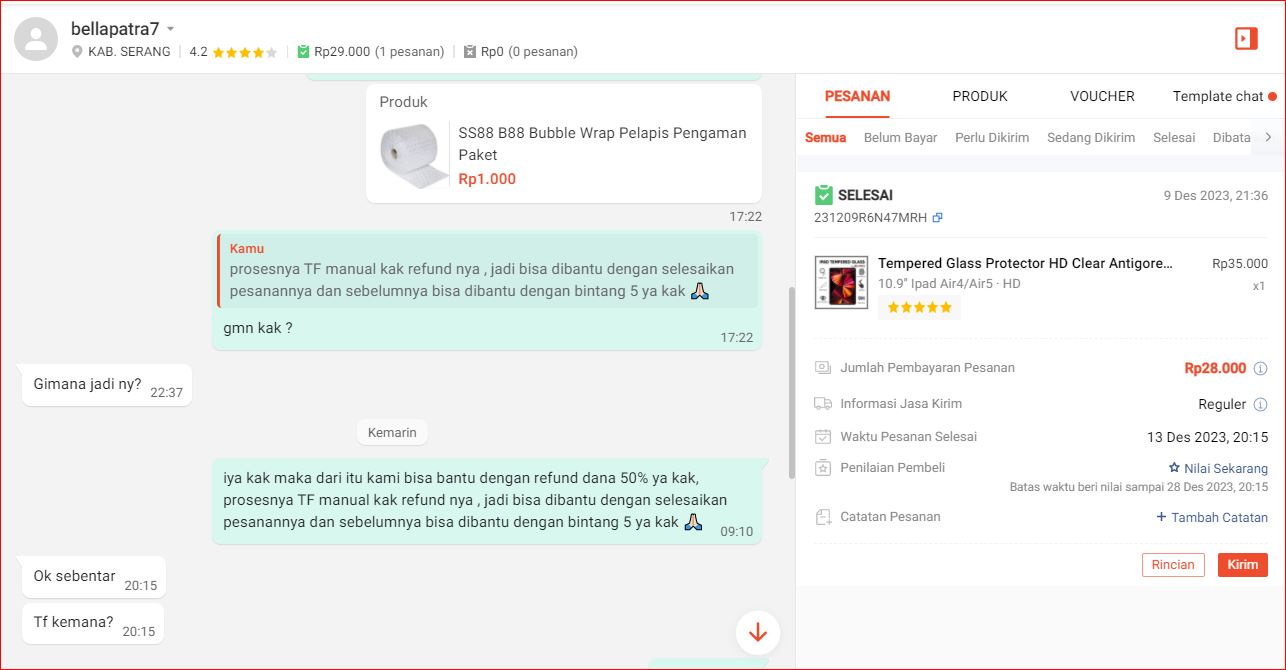 bellapatra7
KAB. SERANG 4.2 Rp29.000 (1 pesanan) Rp0 (0 pesanan)
Produk
SS88 B88 Bubble Wrap Pelapis Pengaman
Paket
Rp1.000
17:22
Kamu
prosesnya TF manual kak refund nya , jadi bisa dibantu dengan selesaikan
pesanannya dan sebelumnya bisa dibantu dengan bintang 5 ya kak 🙏🏻
gmn kak ?
17:22
Gimana jadi ny? 22:37
Kemarin
iya kak maka dari itu kami bisa bantu dengan refund dana 50% ya kak,
prosesnya TF manual kak refund nya , jadi bisa dibantu dengan selesaikan
pesanannya dan sebelumnya bisa dibantu dengan bintang 5 ya kak 🙏🏻
09:10
Ok sebentar 20:15
Tf kemana? 20:15
PESANAN PRODUK VOUCHER Template chat
Semua Belum Bayar Perlu Dikirim Sedang Dikirim Selesai Dibata
SELESAI 9 Des 2023, 21:36
231209R6N47MRH
IPAD TEMPERED GLASS
Tempered Glass Protector HD Clear Antigore... Rp35.000
10.9" Ipad Air4/Air5 · HD x1
Jumlah Pembayaran Pesanan Rp28.000
Informasi Jasa Kirim Reguler
Waktu Pesanan Selesai 13 Des 2023, 20:15
Penilaian Pembeli Nilai Sekarang
Batas waktu beri nilai sampai 28 Des 2023, 20:15
Catatan Pesanan + Tambah Catatan
Rincian Kirim